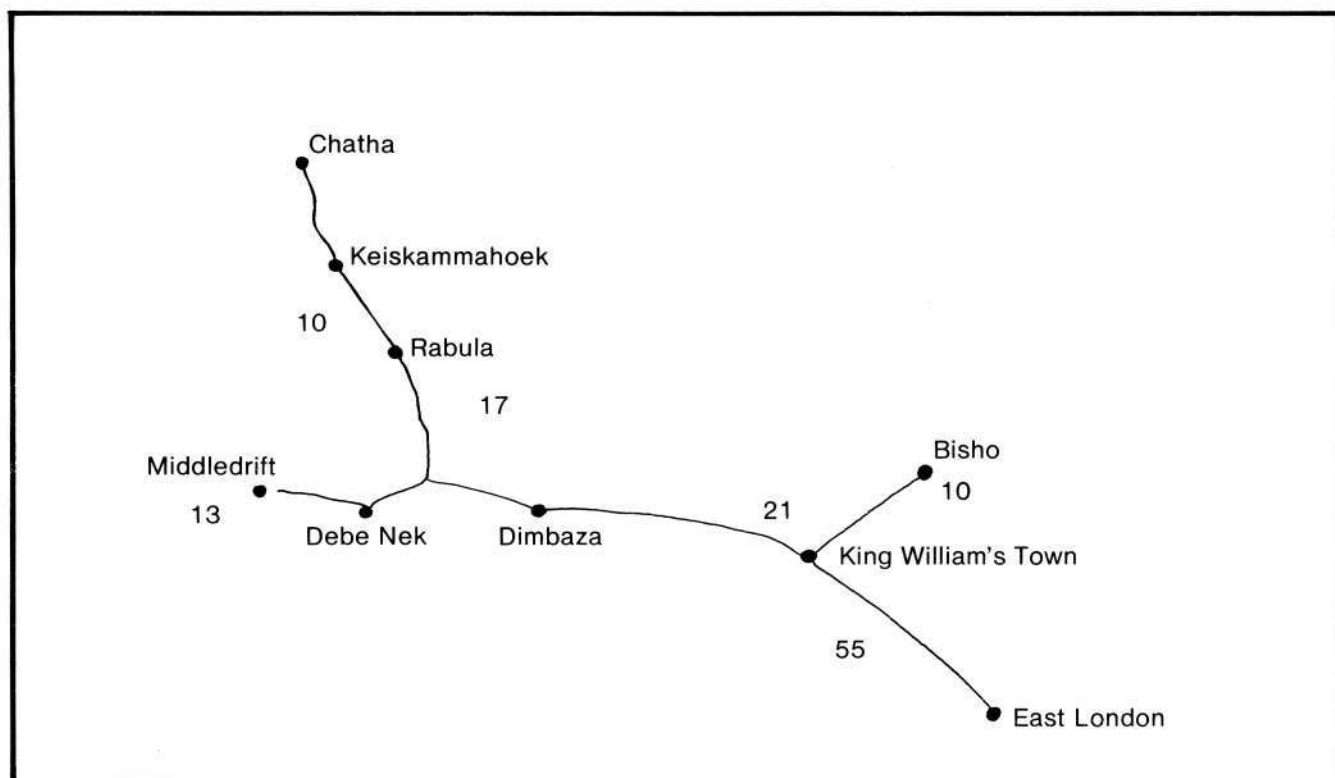 Chatha
Keiskammahoek
10
Rabula
17
Middledrift
13
Debe Nek
Dimbaza
21
Bisho
10
King William's Town
55
East London